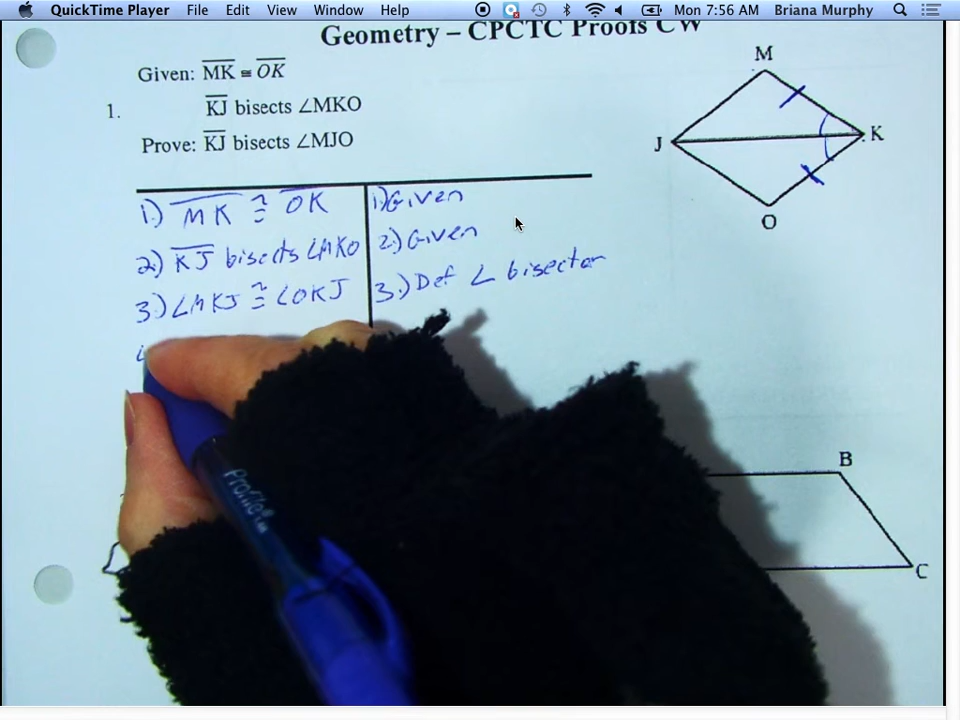 QuickTime Player File Edit View Window Help Mon 7:56 AM Briana Murphy
Geometry – CPCTC Proofs CW
Given: MK ≅ OK
1. KJ bisects ∠MKO
Prove: KJ bisects ∠MJO
M
J
K
O
1) MK ≅ OK 1) Given
2.) KJ bisects ∠MKO 2.) Given
3.) ∠MKJ ≅ ∠OKJ 3.) Def ∠ bisector
Profile
B
C